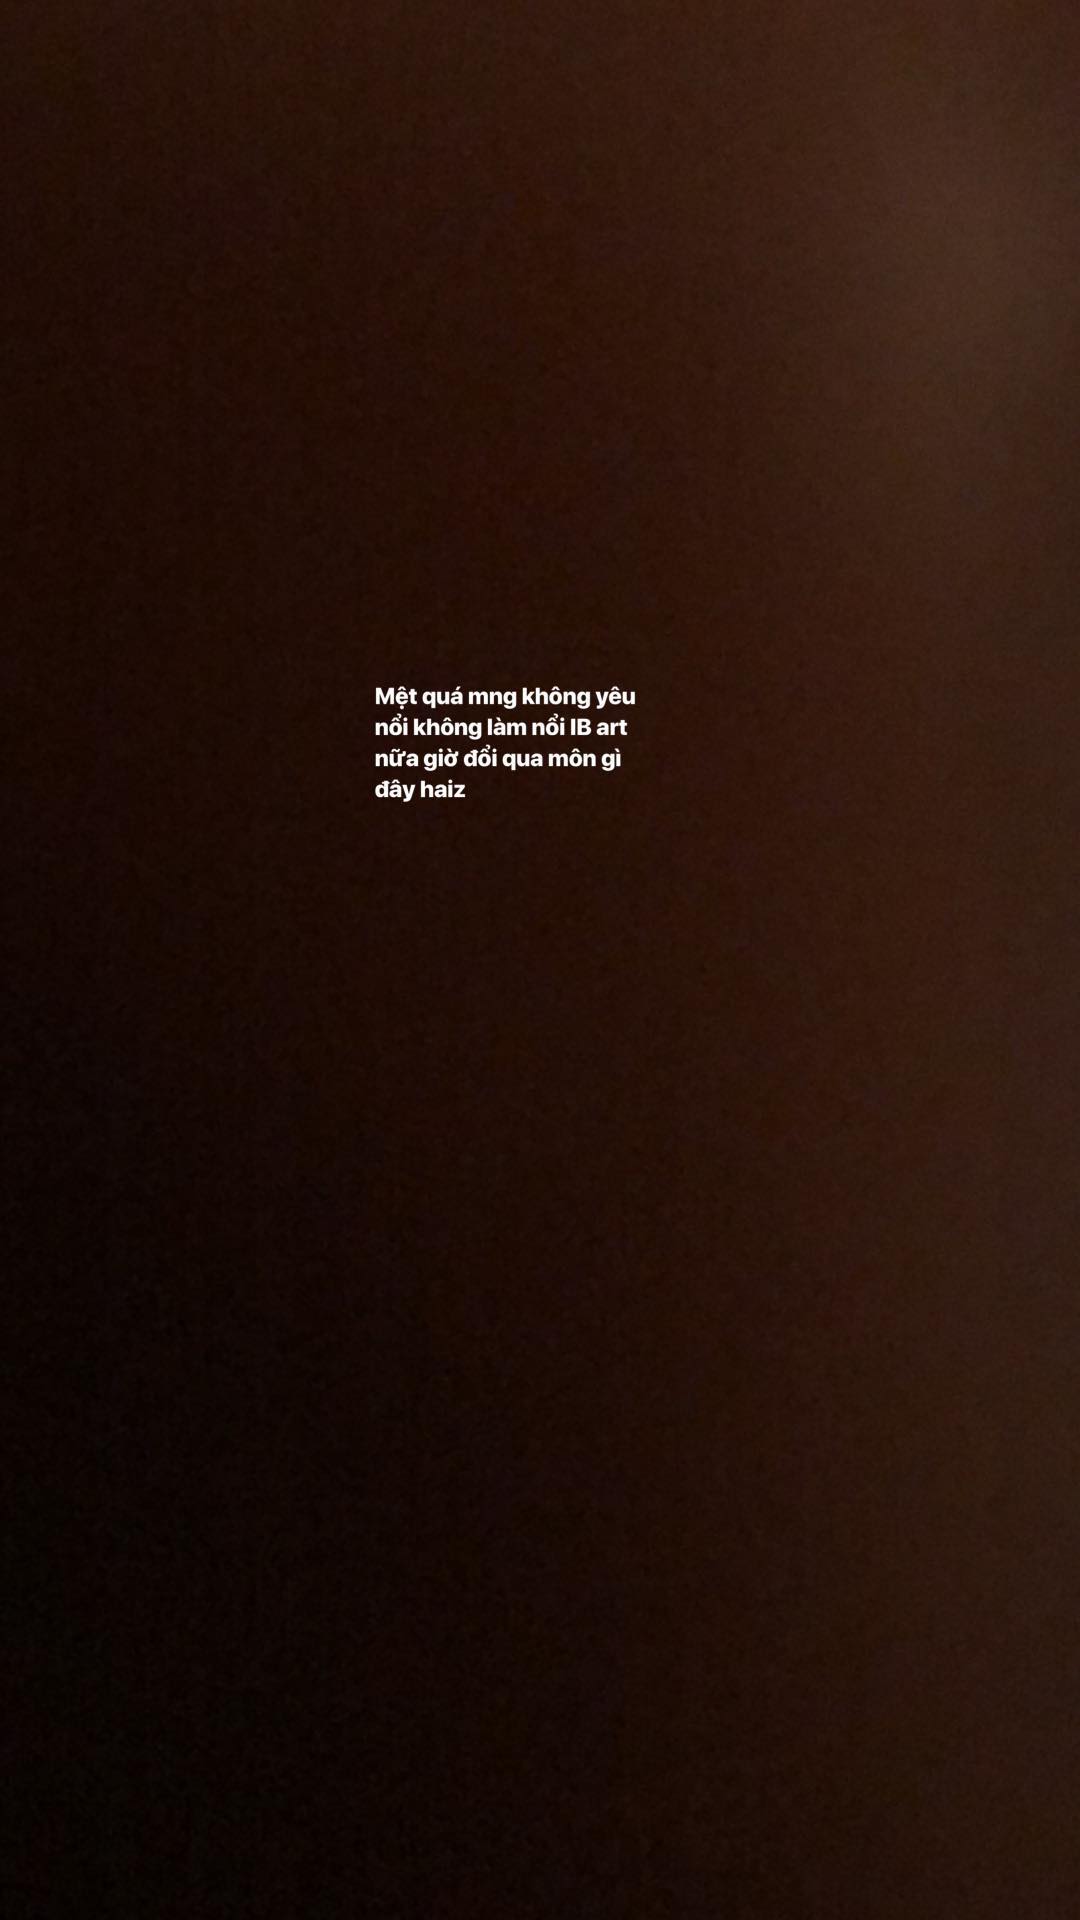 Mệt quá mng không yêu
nổi không làm nổi IB art
nữa giờ đổi qua môn gì
đây haiz